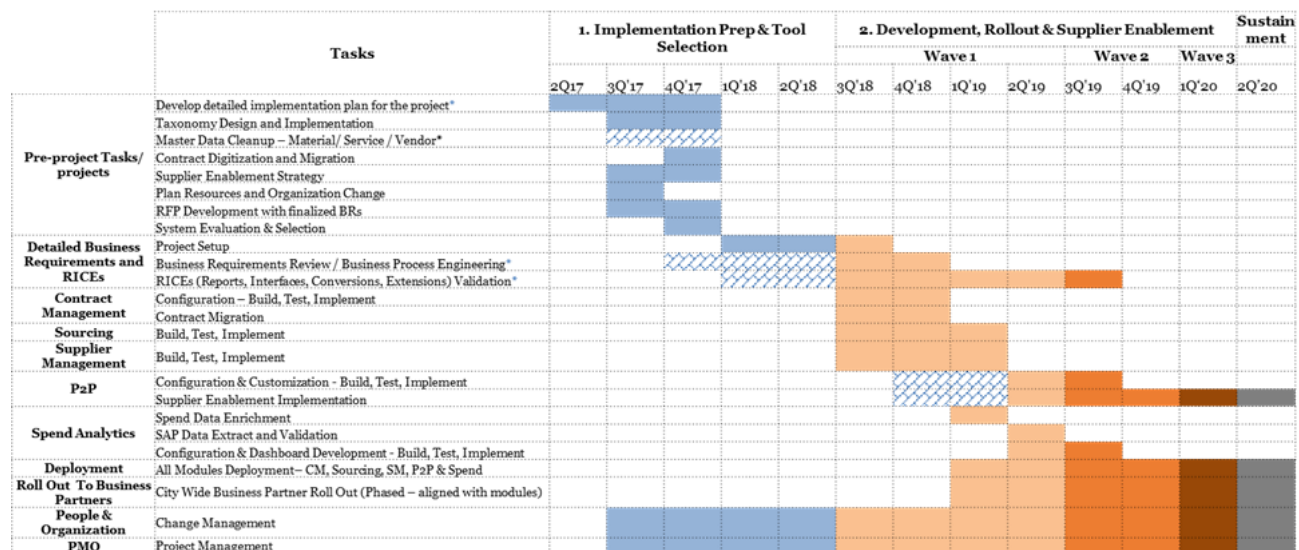 Tasks
1. Implementation Prep & Tool
Selection
2. Development, Rollout & Supplier Enablement
Sustain
ment
Wave 1
Wave 2
Wave 3
2Q17
3Q'17
4Q'17
1Q'18
2Q'18
3Q'18
4Q'18
1Q'19
2Q'19
3Q'19
4Q'19
1Q'20
2Q'20
Pre-project Tasks/
projects
Develop detailed implementation plan for the project*
Taxonomy Design and Implementation
Master Data Cleanup – Material/ Service / Vendor*
Contract Digitization and Migration
Supplier Enablement Strategy
Plan Resources and Organization Change
RFP Development with finalized BRs
System Evaluation & Selection
Detailed Business
Requirements and
RICEs
Project Setup
Business Requirements Review / Business Process Engineering*
RICEs (Reports, Interfaces, Conversions, Extensions) Validation*
Contract
Management
Configuration – Build, Test, Implement
Contract Migration
Sourcing
Build, Test, Implement
Supplier
Management
Build, Test, Implement
P2P
Configuration & Customization - Build, Test, Implement
Supplier Enablement Implementation
Spend Analytics
Spend Data Enrichment
SAP Data Extract and Validation
Configuration & Dashboard Development - Build, Test, Implement
Deployment
All Modules Deployment– CM, Sourcing, SM, P2P & Spend
Roll Out To Business
Partners
City Wide Business Partner Roll Out (Phased – aligned with modules)
People &
Organization
Change Management
PMO
Project Management